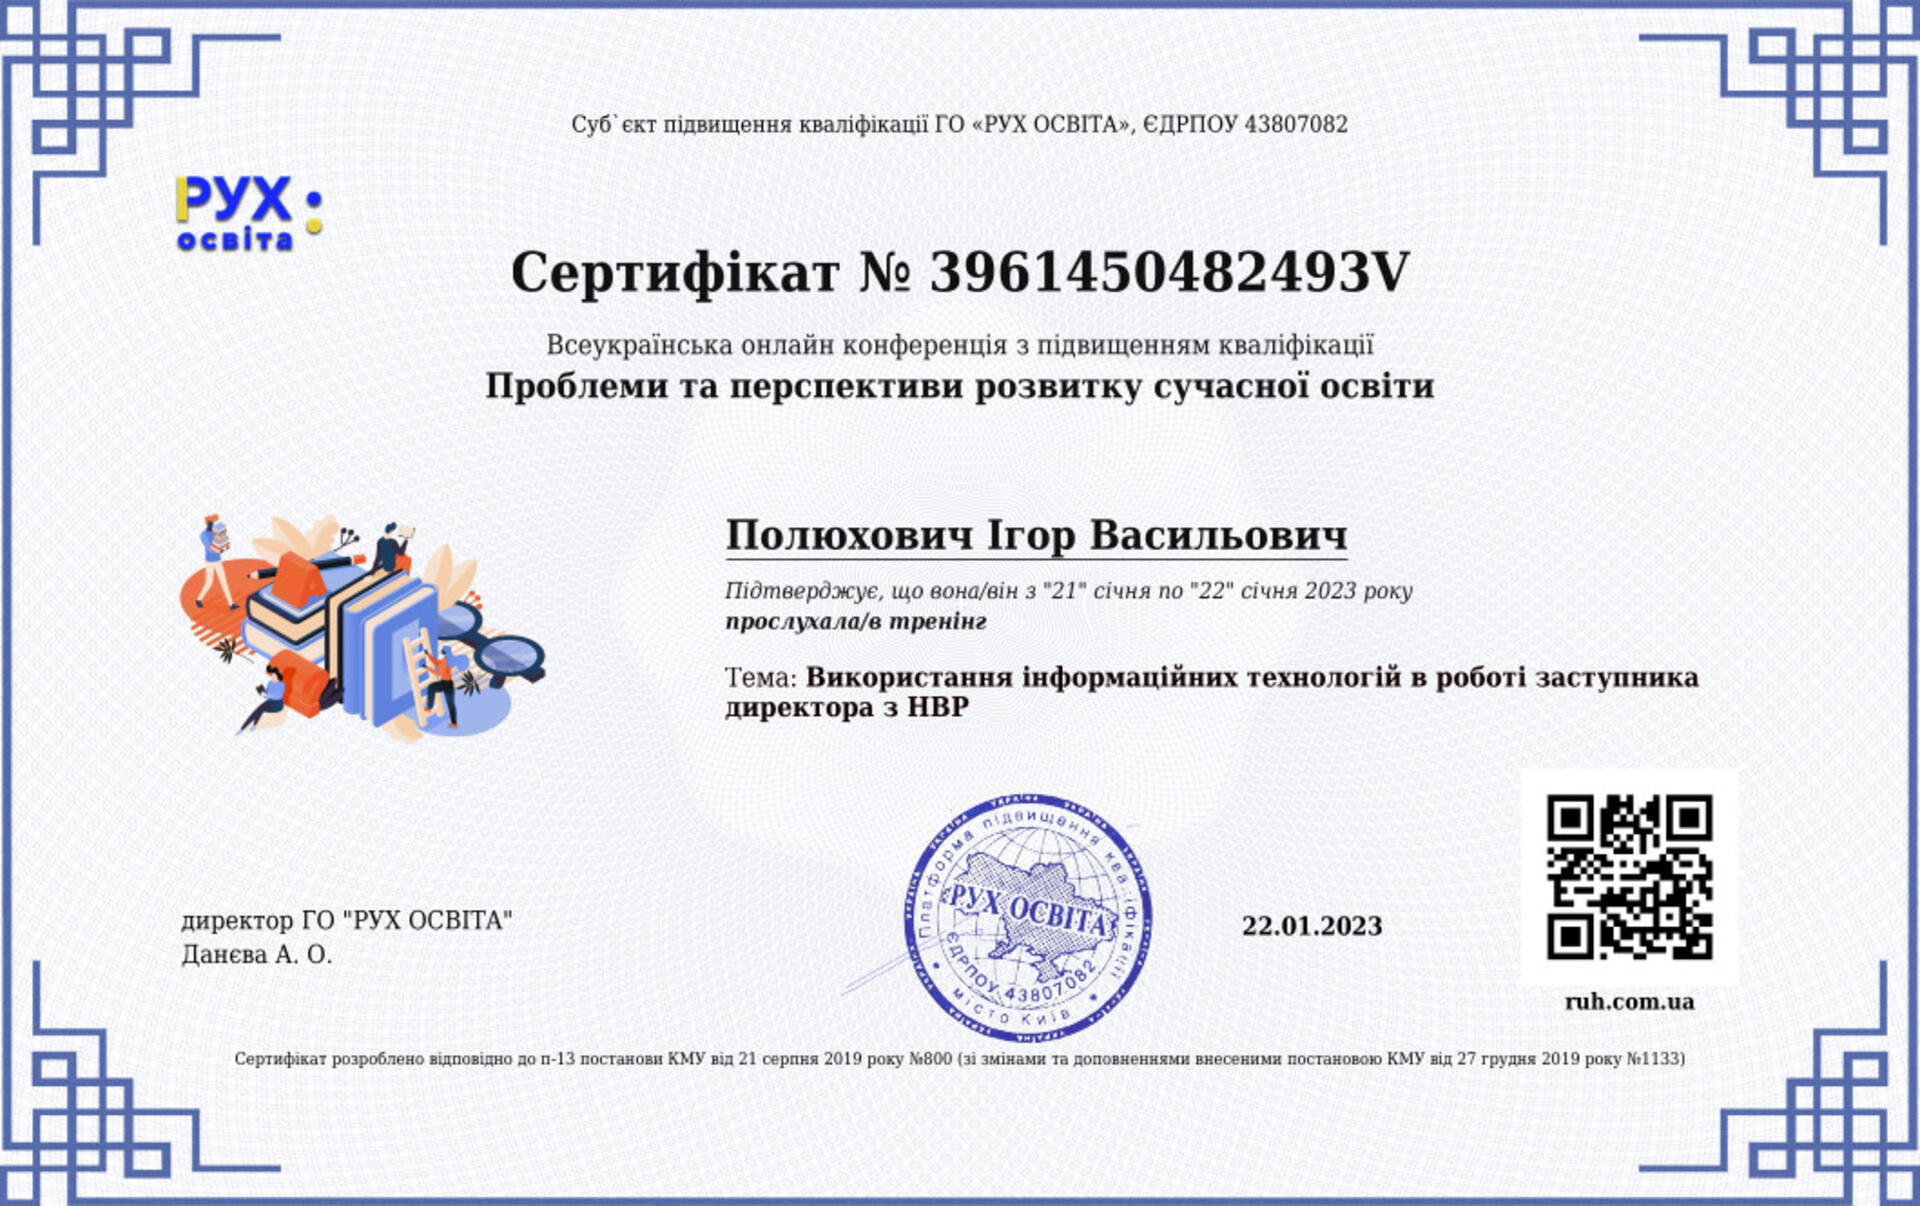 Суб`єкт підвищення кваліфікації ГО «РУХ ОСВІТА», ЄДРПОУ 43807082
РУХ :
освіта
Сертифікат № 3961450482493V
Всеукраїнська онлайн конференція з підвищенням кваліфікації
Проблеми та перспективи розвитку сучасної освіти
Полюхович Ігор Васильович
Підтверджує, що вона/він з "21" січня по "22" січня 2023 року
прослухала/в тренінг
Тема: Використання інформаційних технологій в роботі заступника
директора з НВР
Платформа підвищення кваліфікації
РУХ ОСВІТА
ЄДРПОУ 43807082
місто Київ
директор ГО "РУХ ОСВІТА"
Данєва А. О.
22.01.2023
ruh.com.ua
Сертифікат розроблено відповідно до п-13 постанови КМУ від 21 серпня 2019 року №800 (зі змінами та доповненнями внесеними постановою КМУ від 27 грудня 2019 року №1133)